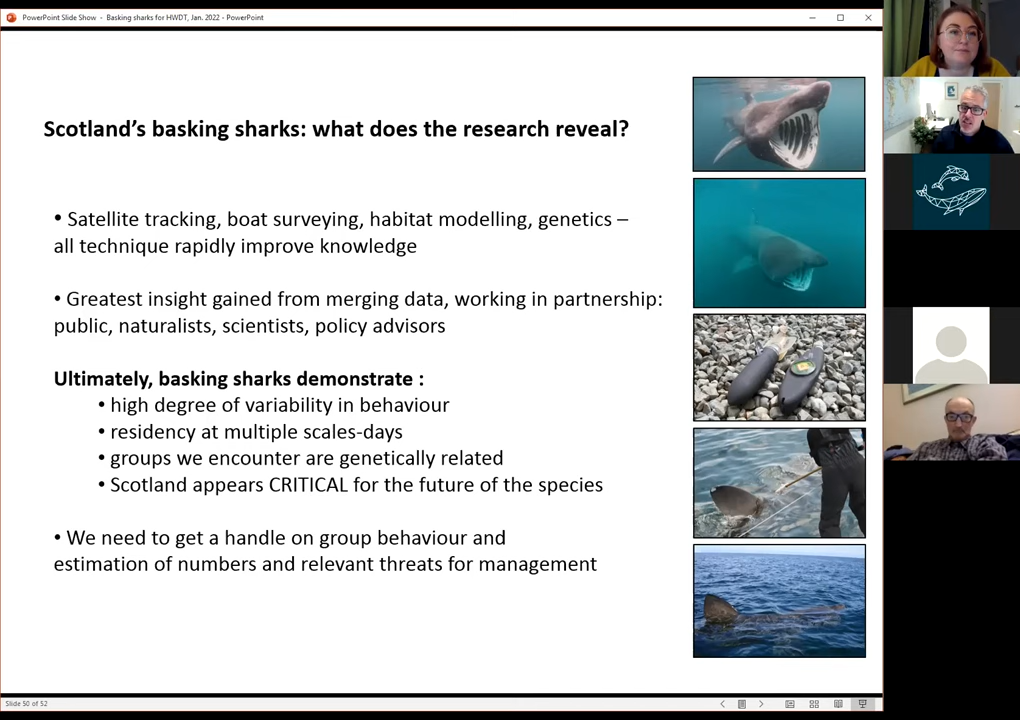 PowerPoint Slide Show - Basking sharks for HWDT, Jan. 2022 - PowerPoint
Scotland's basking sharks: what does the research reveal?
• Satellite tracking, boat surveying, habitat modelling, genetics –
all technique rapidly improve knowledge
• Greatest insight gained from merging data, working in partnership:
public, naturalists, scientists, policy advisors
Ultimately, basking sharks demonstrate :
• high degree of variability in behaviour
• residency at multiple scales-days
• groups we encounter are genetically related
• Scotland appears CRITICAL for the future of the species
• We need to get a handle on group behaviour and
estimation of numbers and relevant threats for management
Slide 50 of 52